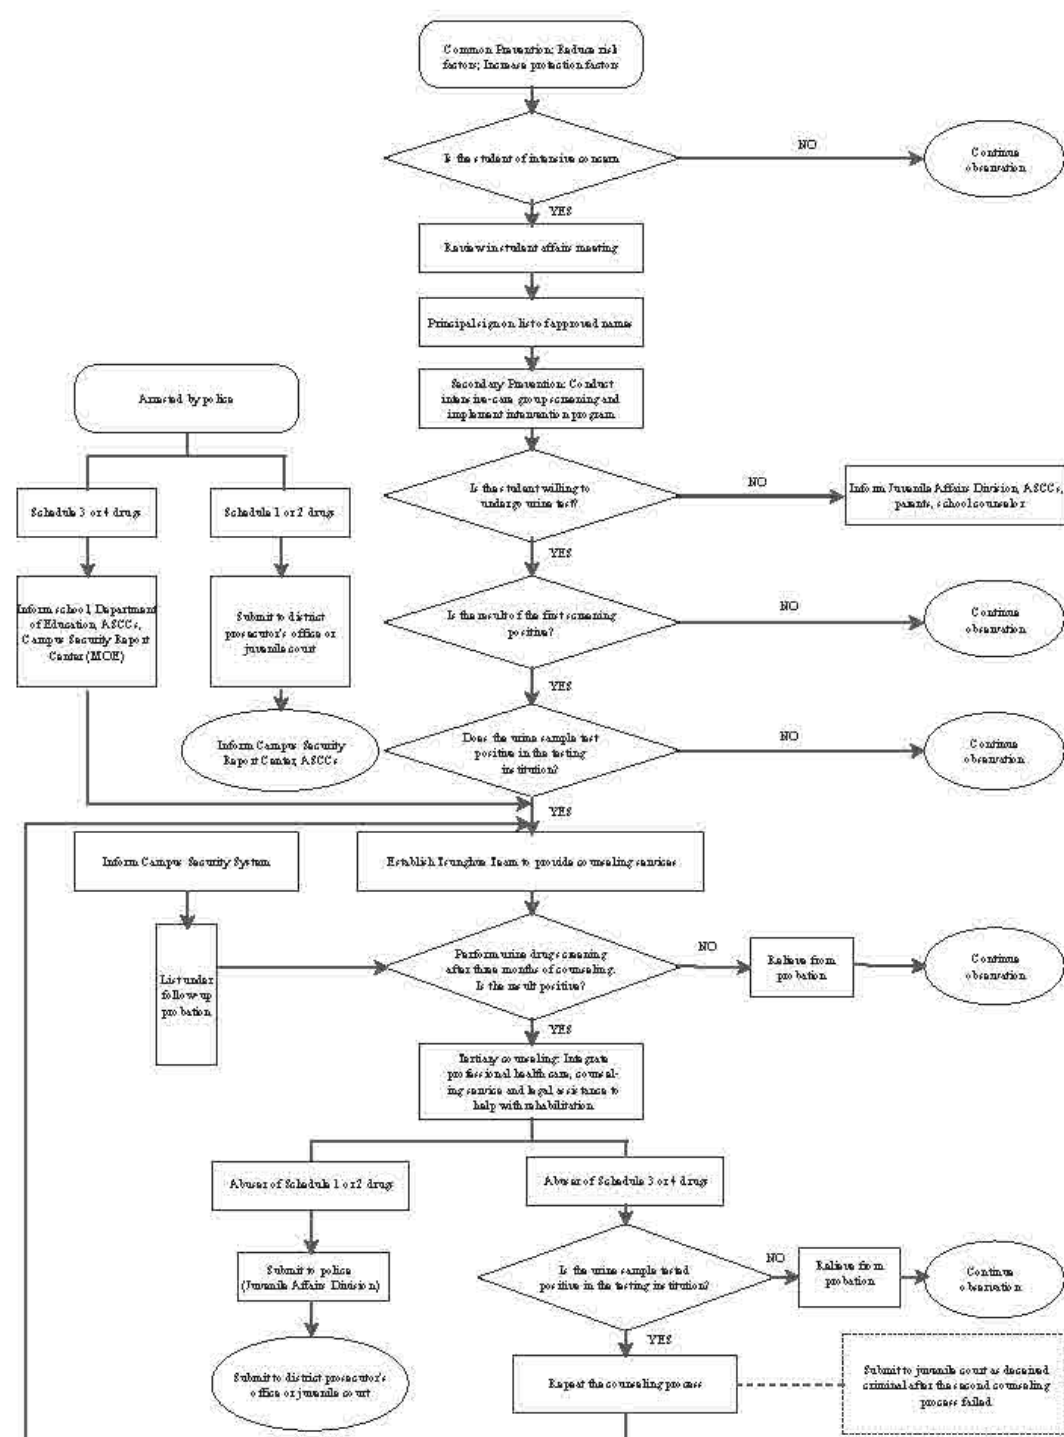 Common Prevention: Reduce risk
factors; Increase protection factors
Is the student of intensive concern
NO
Continue
observation
YES
Review in student affairs meeting
Principal sign on list of approved names
Secondary Prevention: Conduct
intensive-care group screening and
implement intervention program
Arrested by police
Is the student willing to
undergo urine test?
NO
Inform Juvenile Affairs Division, ASCCs,
parents, school counselor
Schedule 3 or 4 drugs
Schedule 1 or 2 drugs
YES
Inform school, Department
of Education, ASCCs,
Campus Security Report
Center (MOE)
Submit to district
prosecutor's office or
juvenile court
Is the result of the first screening
positive?
NO
Continue
observation
YES
Inform Campus Security
Report Center, ASCCs
Does the urine sample test
positive in the testing
institution?
NO
Continue
observation
YES
Inform Campus Security System
Establish Tsunghua Team to provide counseling services
List under
follow-up
probation
Perform urine drugs screening
after three months of counseling.
Is the result positive?
NO
Relieve from
probation
Continue
observation
YES
Tertiary counseling: Integrate
professional health care, counsel-
ing service and legal assistance to
help with rehabilitation
Abuser of Schedule 1 or 2 drugs
Abuser of Schedule 3 or 4 drugs
Submit to police
(Juvenile Affairs Division)
Is the urine sample tested
positive in the testing institution?
NO
Relieve from
probation
Continue
observation
YES
Submit to district prosecutor's
office or juvenile court
Repeat the counseling process
Submit to juvenile court as deceived
criminal after the second counseling
process failed